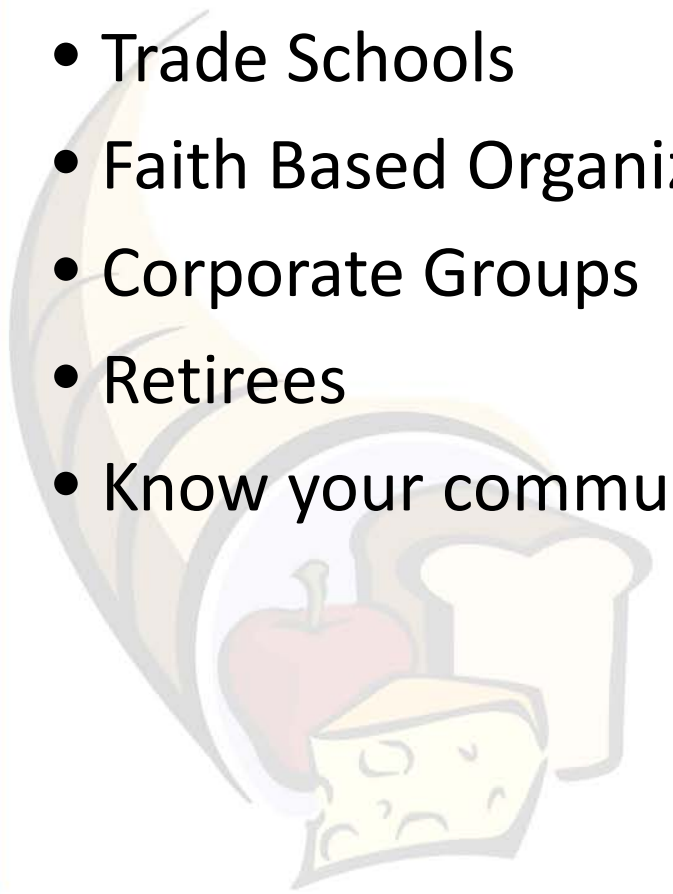 • Trade Schools
• Faith Based Organiz
• Corporate Groups
• Retirees
• Know your commu